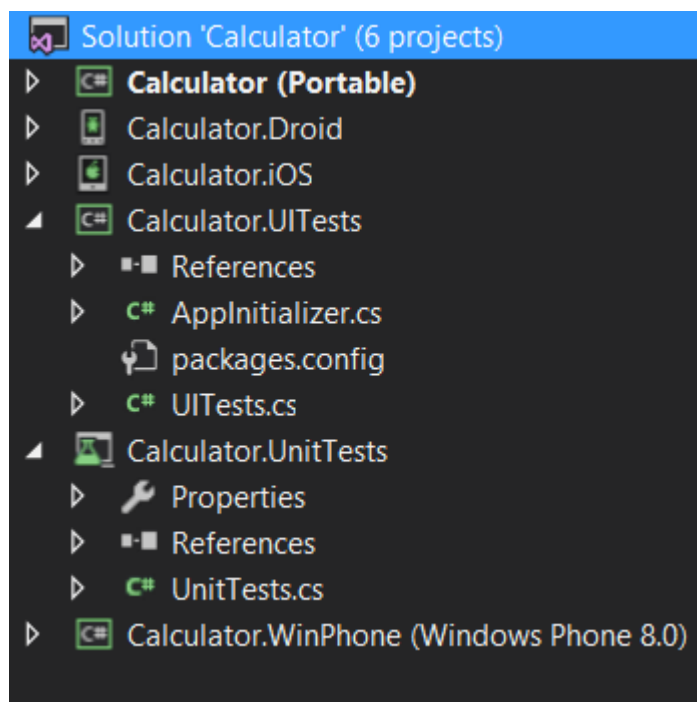 Solution 'Calculator' (6 projects)
C# Calculator (Portable)
Calculator.Droid
Calculator.iOS
C# Calculator.UITests
References
C# AppInitializer.cs
packages.config
C# UITests.cs
Calculator.UnitTests
Properties
References
C# UnitTests.cs
C# Calculator.WinPhone (Windows Phone 8.0)